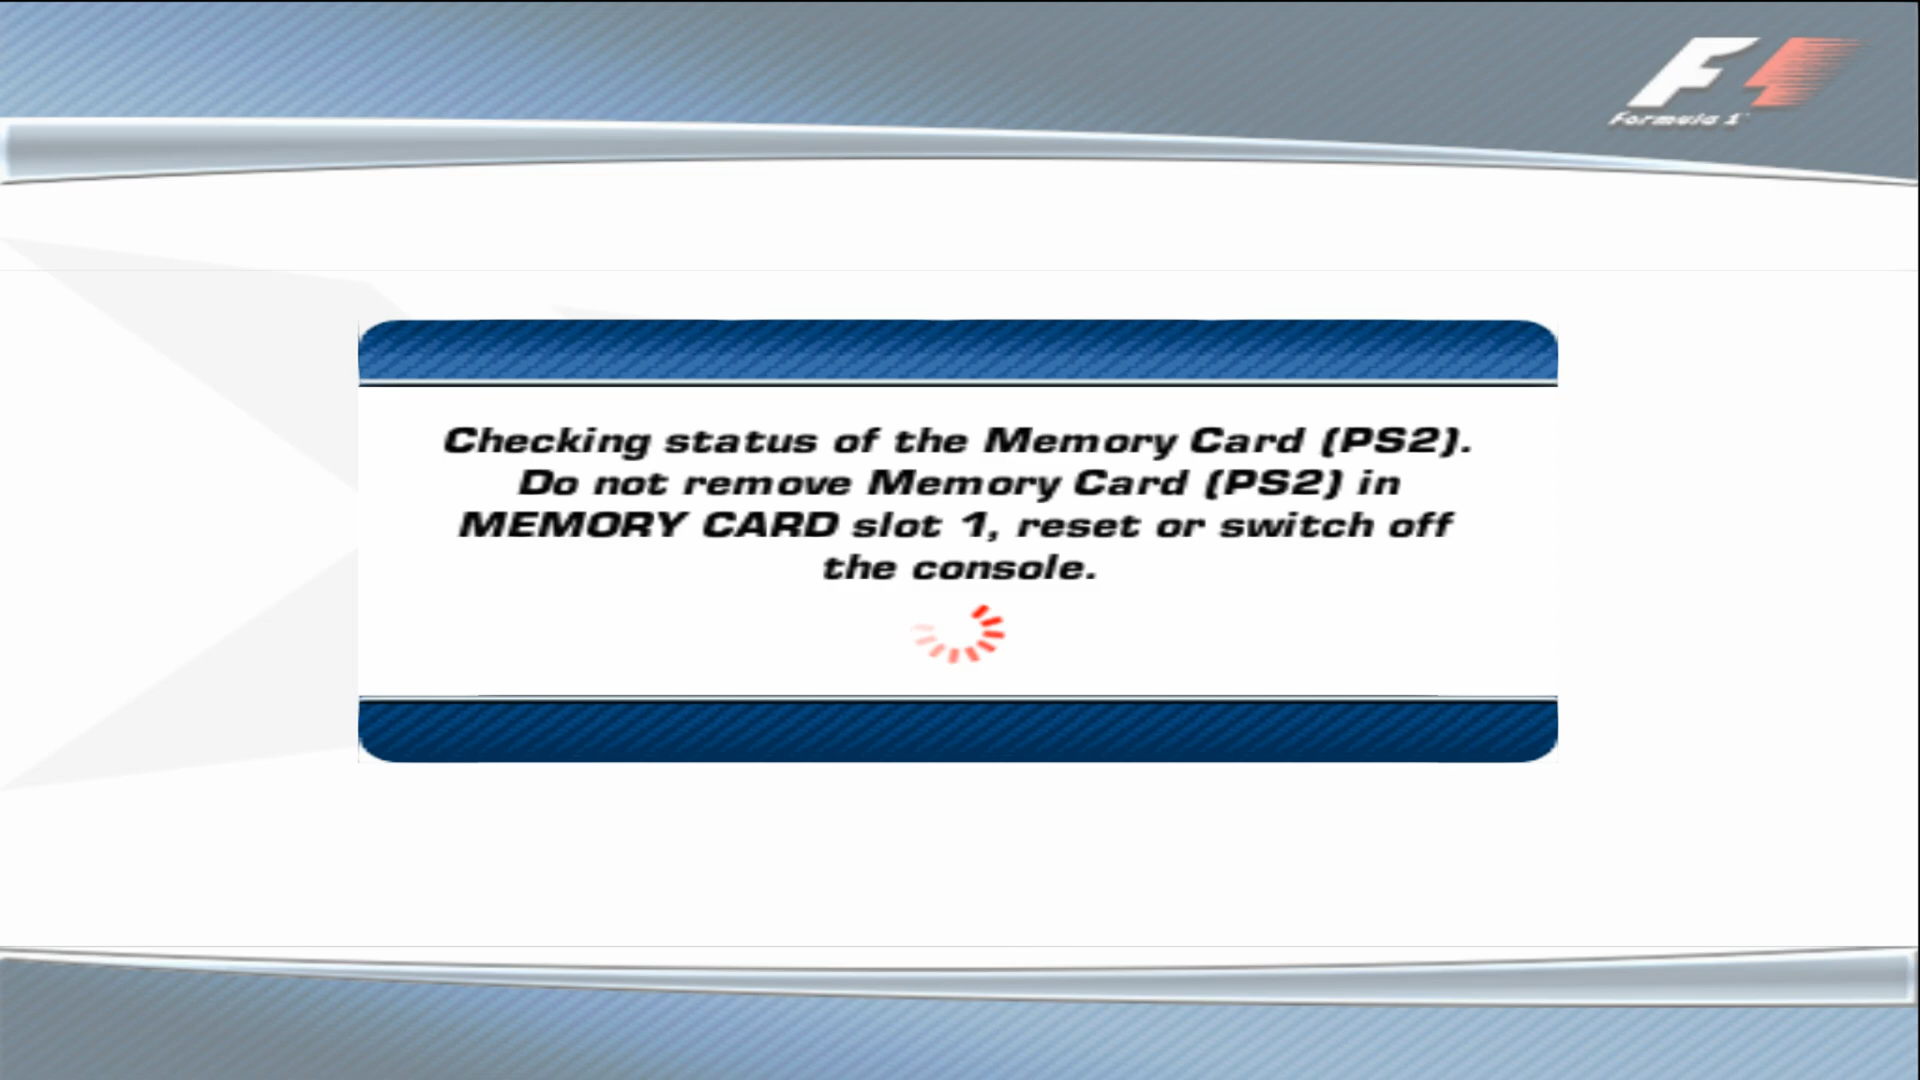 F1
Formula 1
Checking status of the Memory Card (PS2).
Do not remove Memory Card (PS2) in
MEMORY CARD slot 1, reset or switch off
the console.